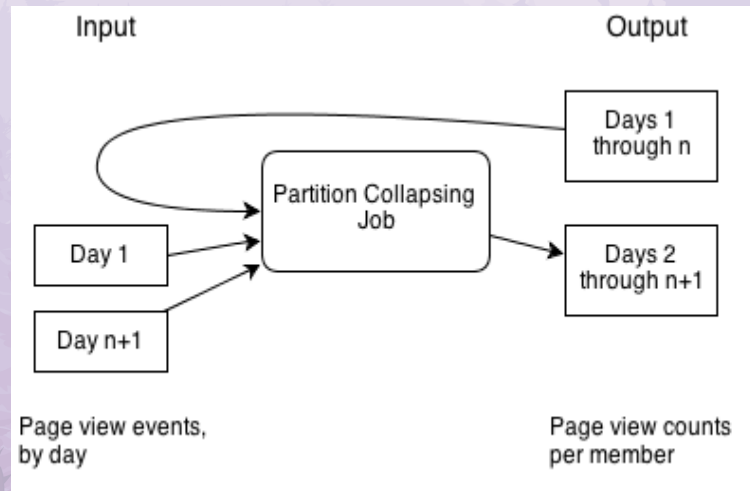 Input
Output
Days 1
through n
Partition Collapsing
Job
Day 1
Days 2
through n+1
Day n+1
Page view events,
by day
Page view counts
per member